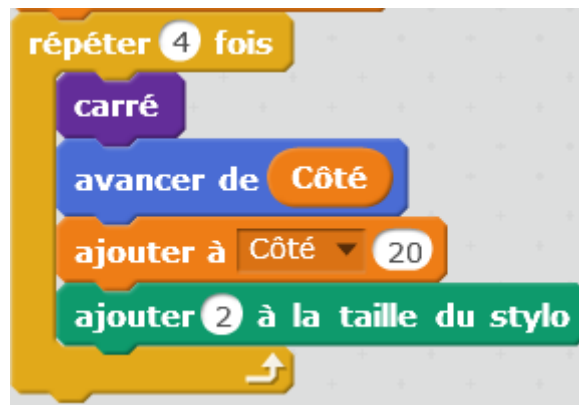 répéter 4 fois
carré
avancer de Côté
ajouter à Côté 20
ajouter 2 à la taille du stylo